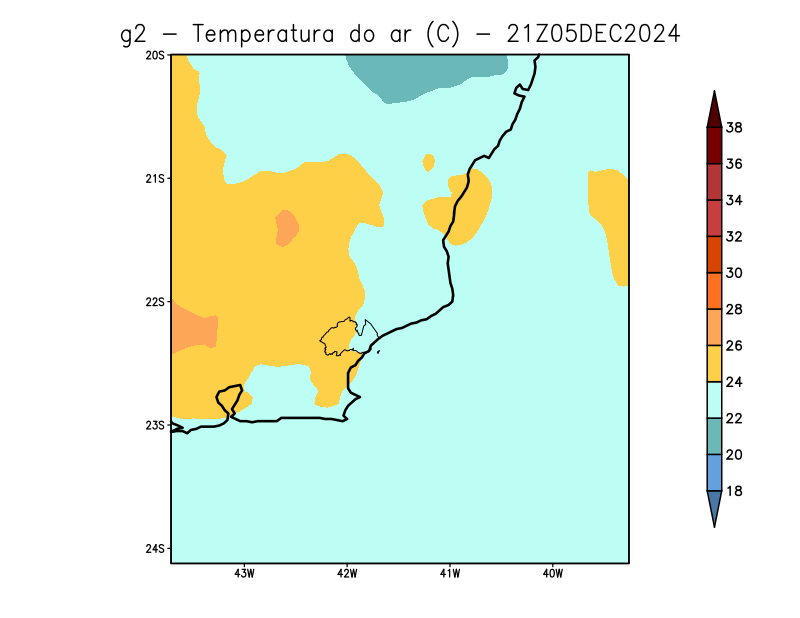 g2 – Temperatura do ar (C) – 21Z05DEC2024
20S
21S
22S
23S
24S
43W
42W
41W
40W
38
36
34
32
30
28
26
24
22
20
18